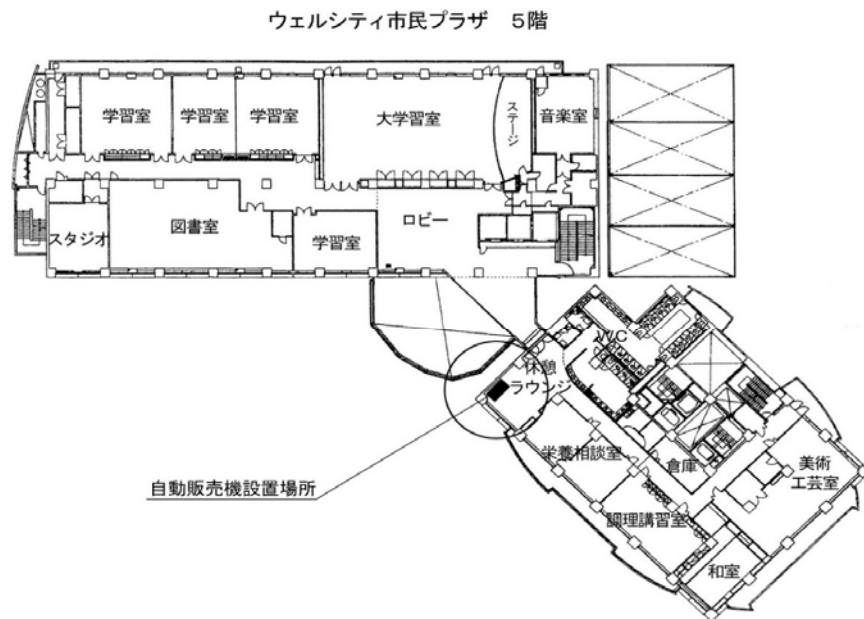 ウェルシティ市民プラザ　５階
学習室
学習室
学習室
大学習室
ステージ
音楽室
スタジオ
図書室
学習室
ロビー
WC
休憩
ラウンジ
栄養相談室
倉庫
美術
工芸室
自動販売機設置場所
調理講習室
和室